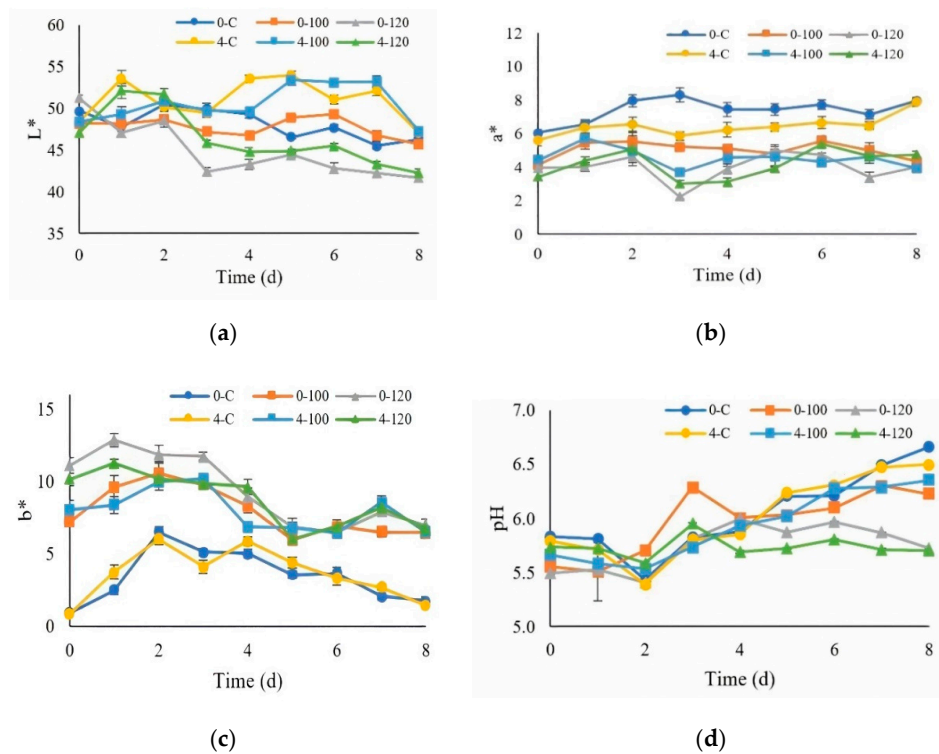 0-C 0-100 0-120
4-C 4-100 4-120
60
55
50
45
40
35
L*
0 2 4 6 8
Time (d)
(a)
0-C 0-100 0-120
4-C 4-100 4-120
12
10
8
6
4
2
0
a*
0 2 4 6 8
Time (d)
(b)
0-C 0-100 0-120
4-C 4-100 4-120
15
10
5
0
b*
0 2 4 6 8
Time (d)
(c)
0-C 0-100 0-120
4-C 4-100 4-120
7.0
6.5
6.0
5.5
5.0
pH
0 2 4 6 8
Time (d)
(d)